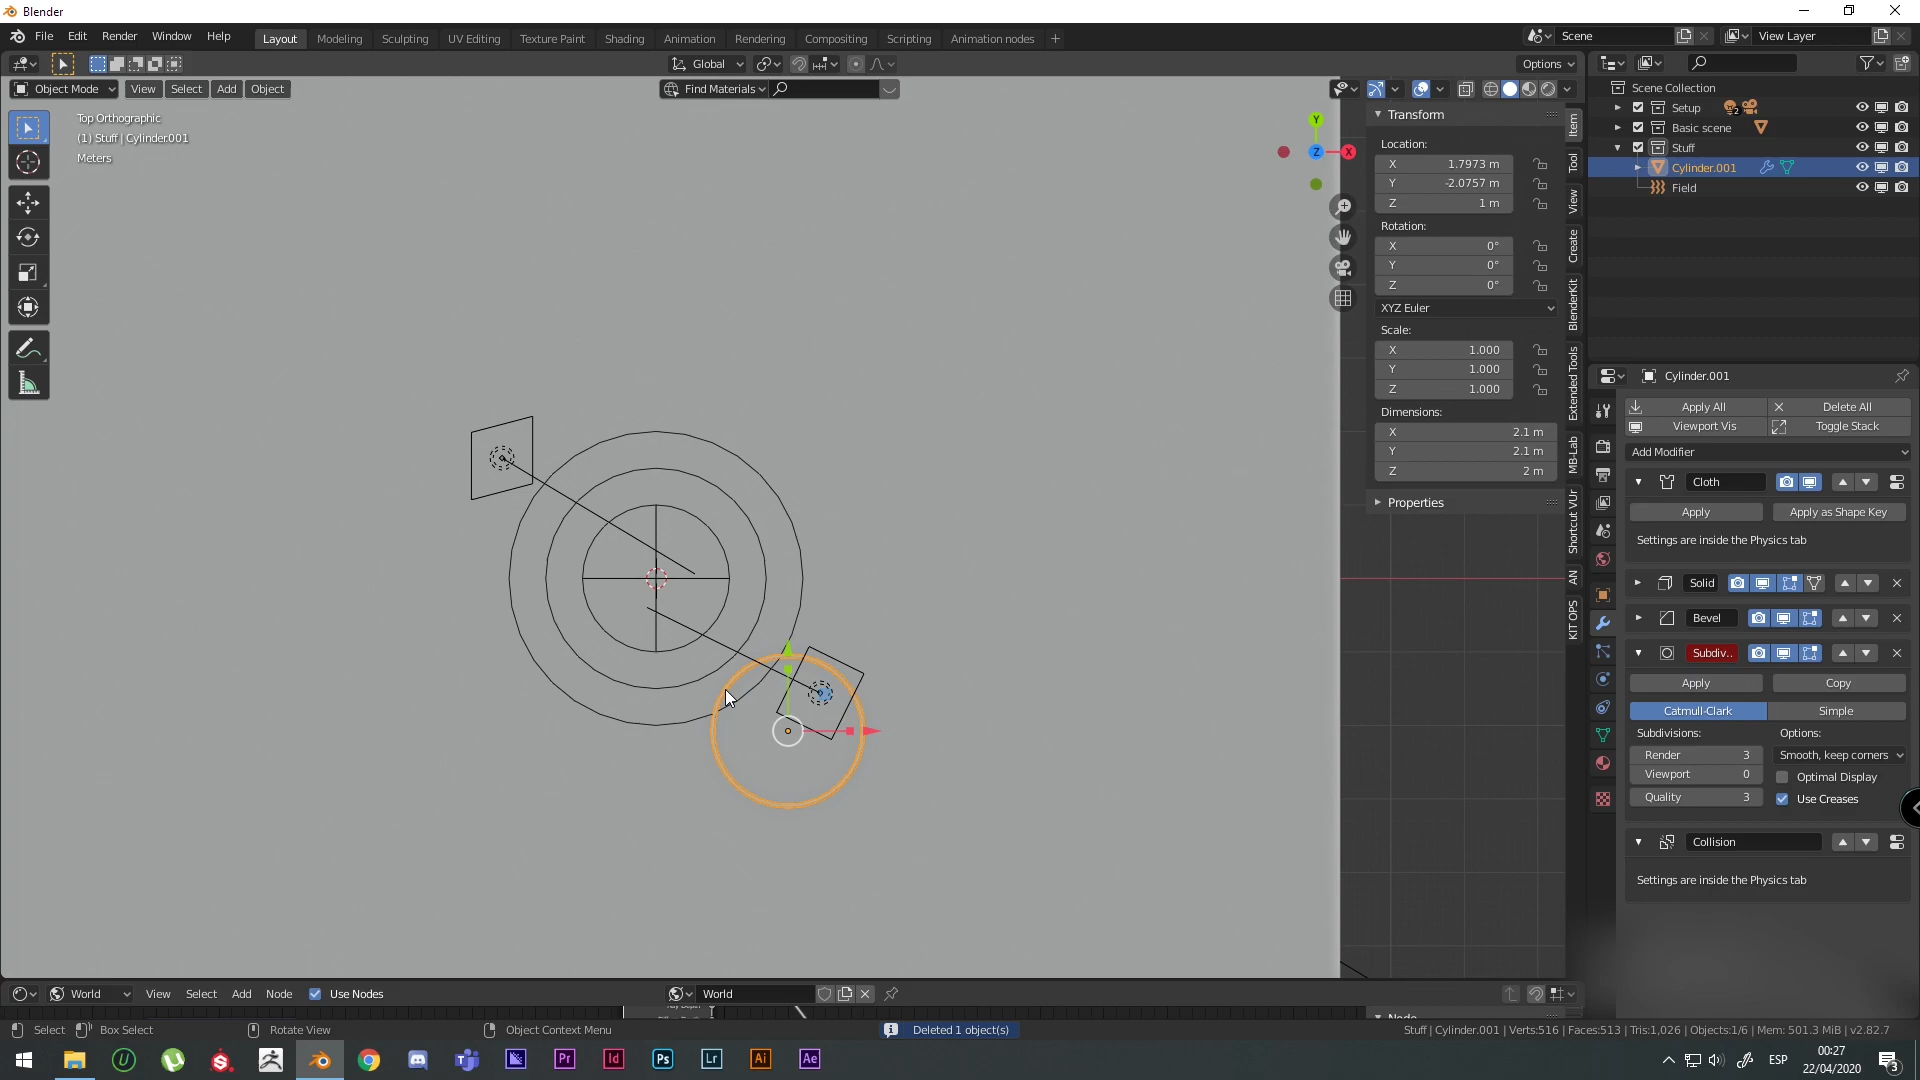 Blender
File Edit Render Window Help
Layout Modeling Sculpting UV Editing Texture Paint Shading Animation Rendering Compositing Scripting Animation nodes +
Scene
View Layer
Global
Options
Object Mode View Select Add Object
Find Materials
Top Orthographic
(1) Stuff | Cylinder.001
Meters
Y
Z
X
Transform
Location:
X 1.7973 m
Y -2.0757 m
Z 1 m
Rotation:
X 0°
Y 0°
Z 0°
XYZ Euler
Scale:
X 1.000
Y 1.000
Z 1.000
Dimensions:
X 2.1 m
Y 2.1 m
Z 2 m
Properties
Item
Tool
View
Create
BlenderKit
Extended Tools
MB-Lab
Shortcut VUr
AN
KIT OPS
Scene Collection
Setup 2
Basic scene
Stuff
Cylinder.001
Field
Cylinder.001
Apply All Delete All
Viewport Vis Toggle Stack
Add Modifier
Cloth
Apply Apply as Shape Key
Settings are inside the Physics tab
Solid
Bevel
Subdiv..
Apply Copy
Catmull-Clark Simple
Subdivisions: Options:
Render 3 Smooth, keep corners
Viewport 0 Optimal Display
Quality 3 Use Creases
Collision
Settings are inside the Physics tab
World View Select Add Node Use Nodes
World
Node
Select Box Select Rotate View Object Context Menu
Deleted 1 object(s)
Stuff | Cylinder.001 | Verts:516 | Faces:513 | Tris:1,026 | Objects:1/6 | Mem: 501.3 MiB | v2.82.7
Pr Id Ps Lr Ai Ae
ESP
00:27
22/04/2020
3